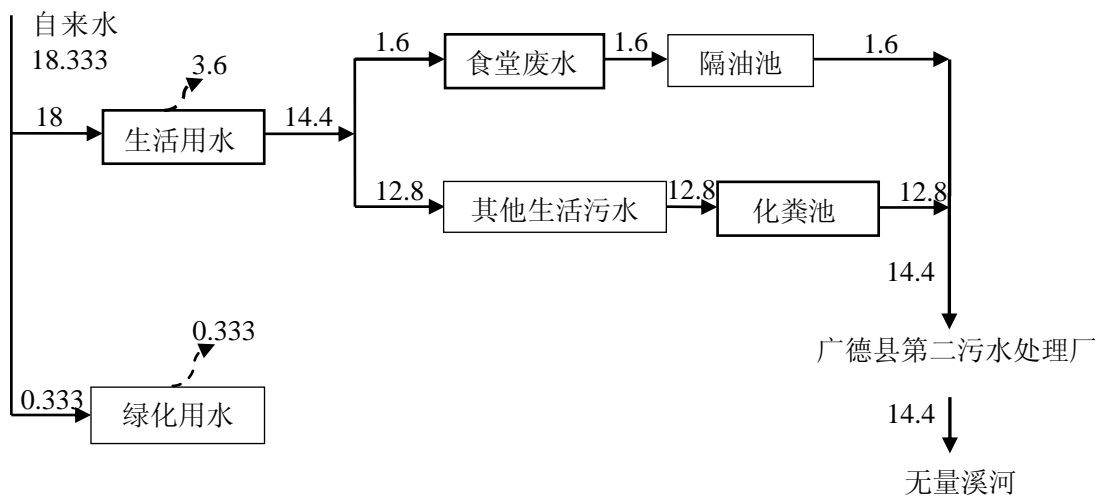 自来水
18.333
1.6
食堂废水
1.6
隔油池
1.6
3.6
18
生活用水
14.4
12.8
其他生活污水
12.8
化粪池
12.8
14.4
0.333
广德县第二污水处理厂
0.333
绿化用水
14.4
无量溪河